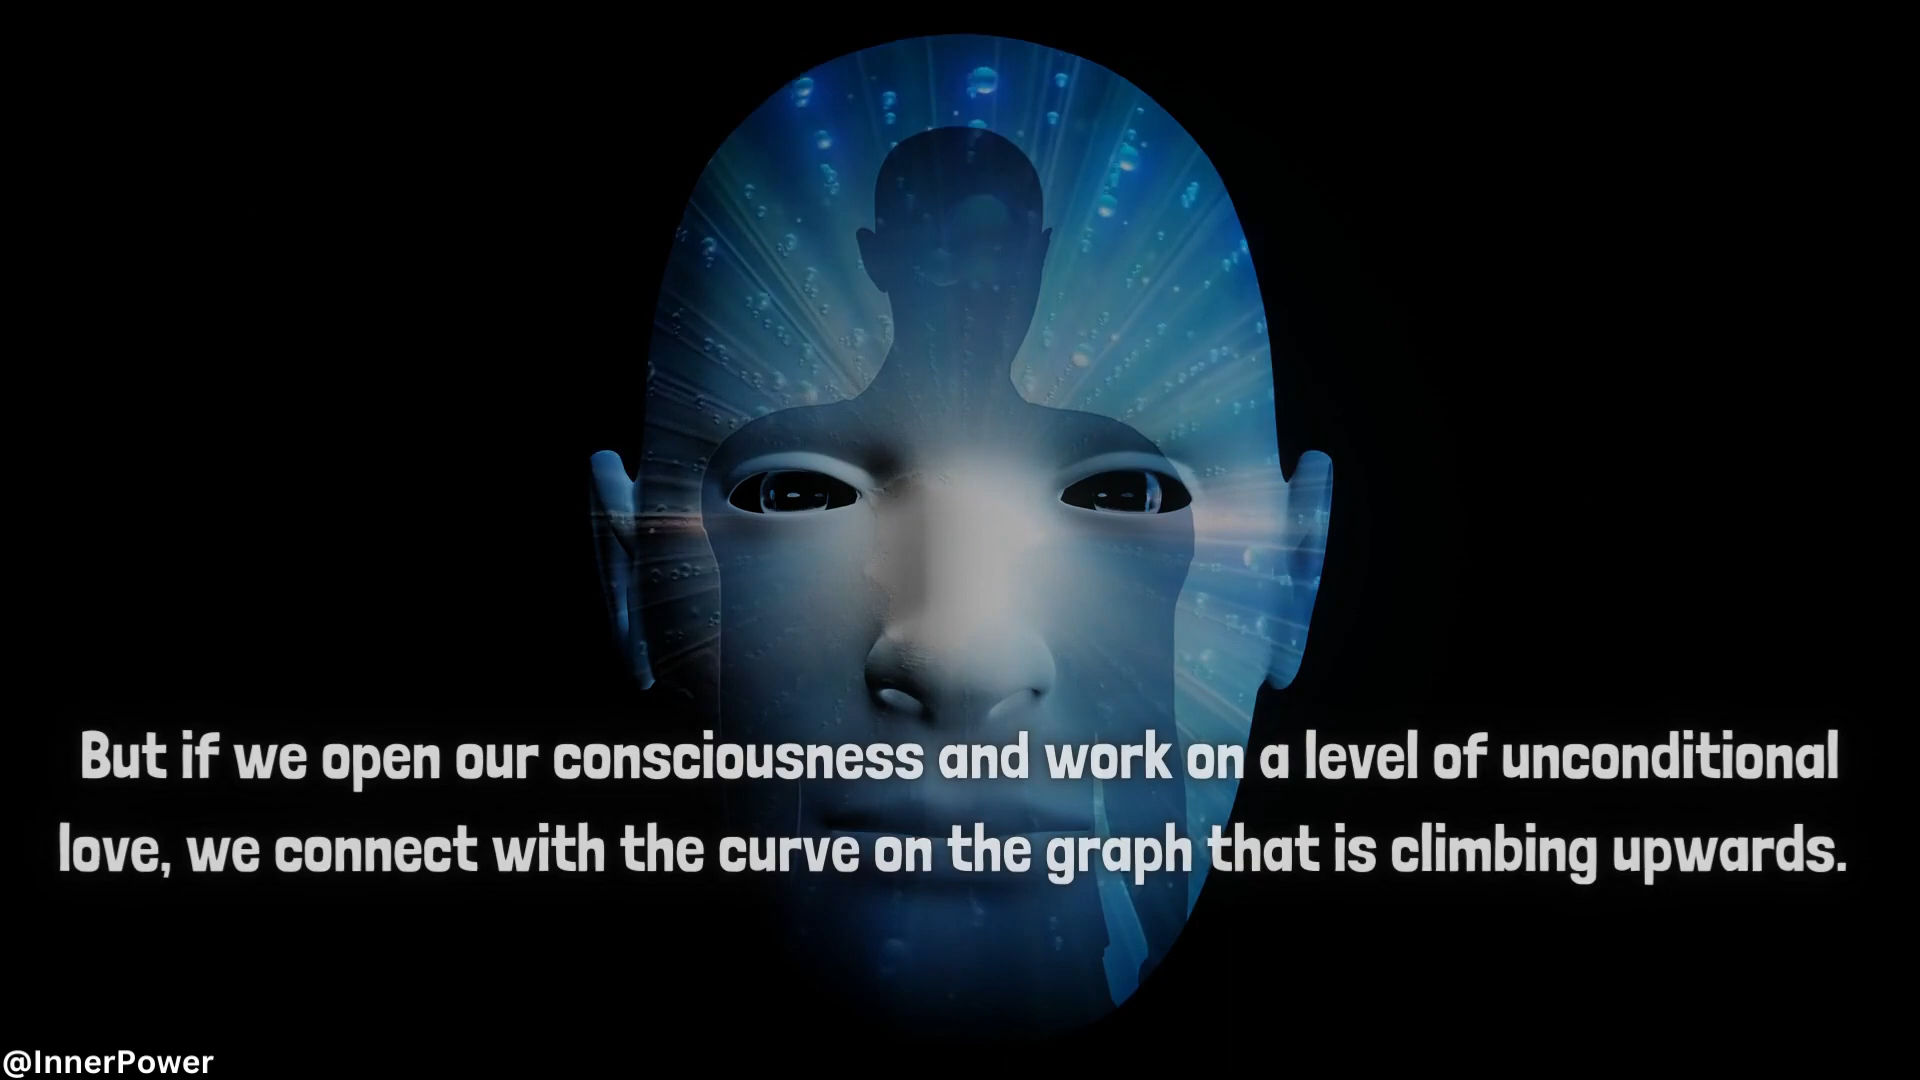 But if we open our consciousness and work on a level of unconditional
love, we connect with the curve on the graph that is climbing upwards.
@InnerPower